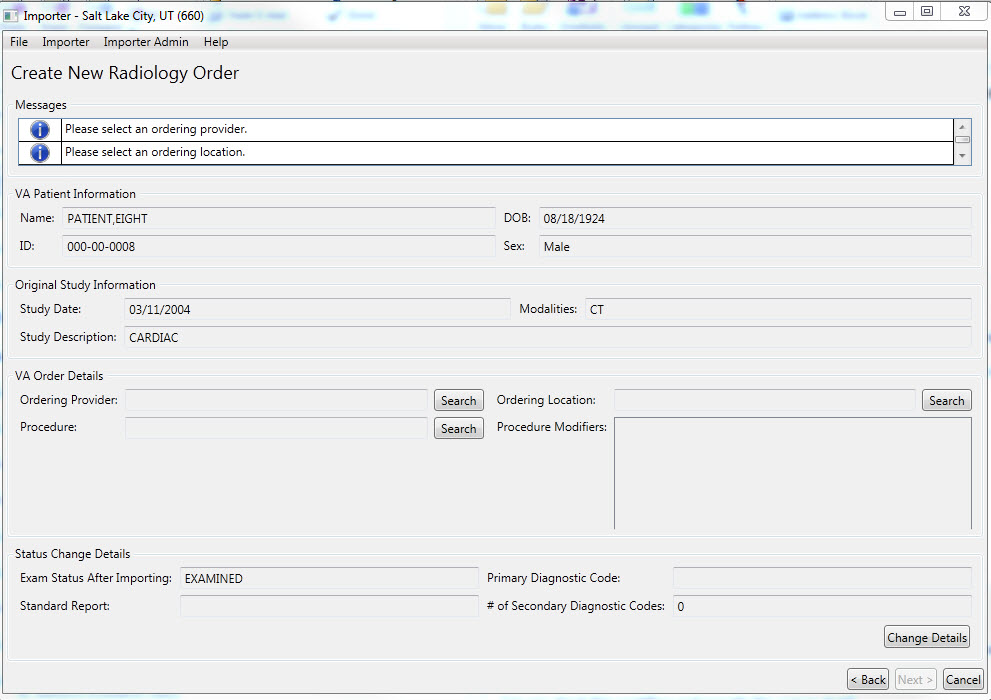 Importer - Salt Lake City, UT (660)
File Importer Importer Admin Help
Create New Radiology Order
Messages
Please select an ordering provider.
Please select an ordering location.
VA Patient Information
Name: PATIENT,EIGHT DOB: 08/18/1924
ID: 000-00-0008 Sex: Male
Original Study Information
Study Date: 03/11/2004 Modalities: CT
Study Description: CARDIAC
VA Order Details
Ordering Provider: Search Ordering Location: Search
Procedure: Search Procedure Modifiers:
Status Change Details
Exam Status After Importing: EXAMINED Primary Diagnostic Code:
Standard Report: # of Secondary Diagnostic Codes: 0
Change Details
< Back Next > Cancel